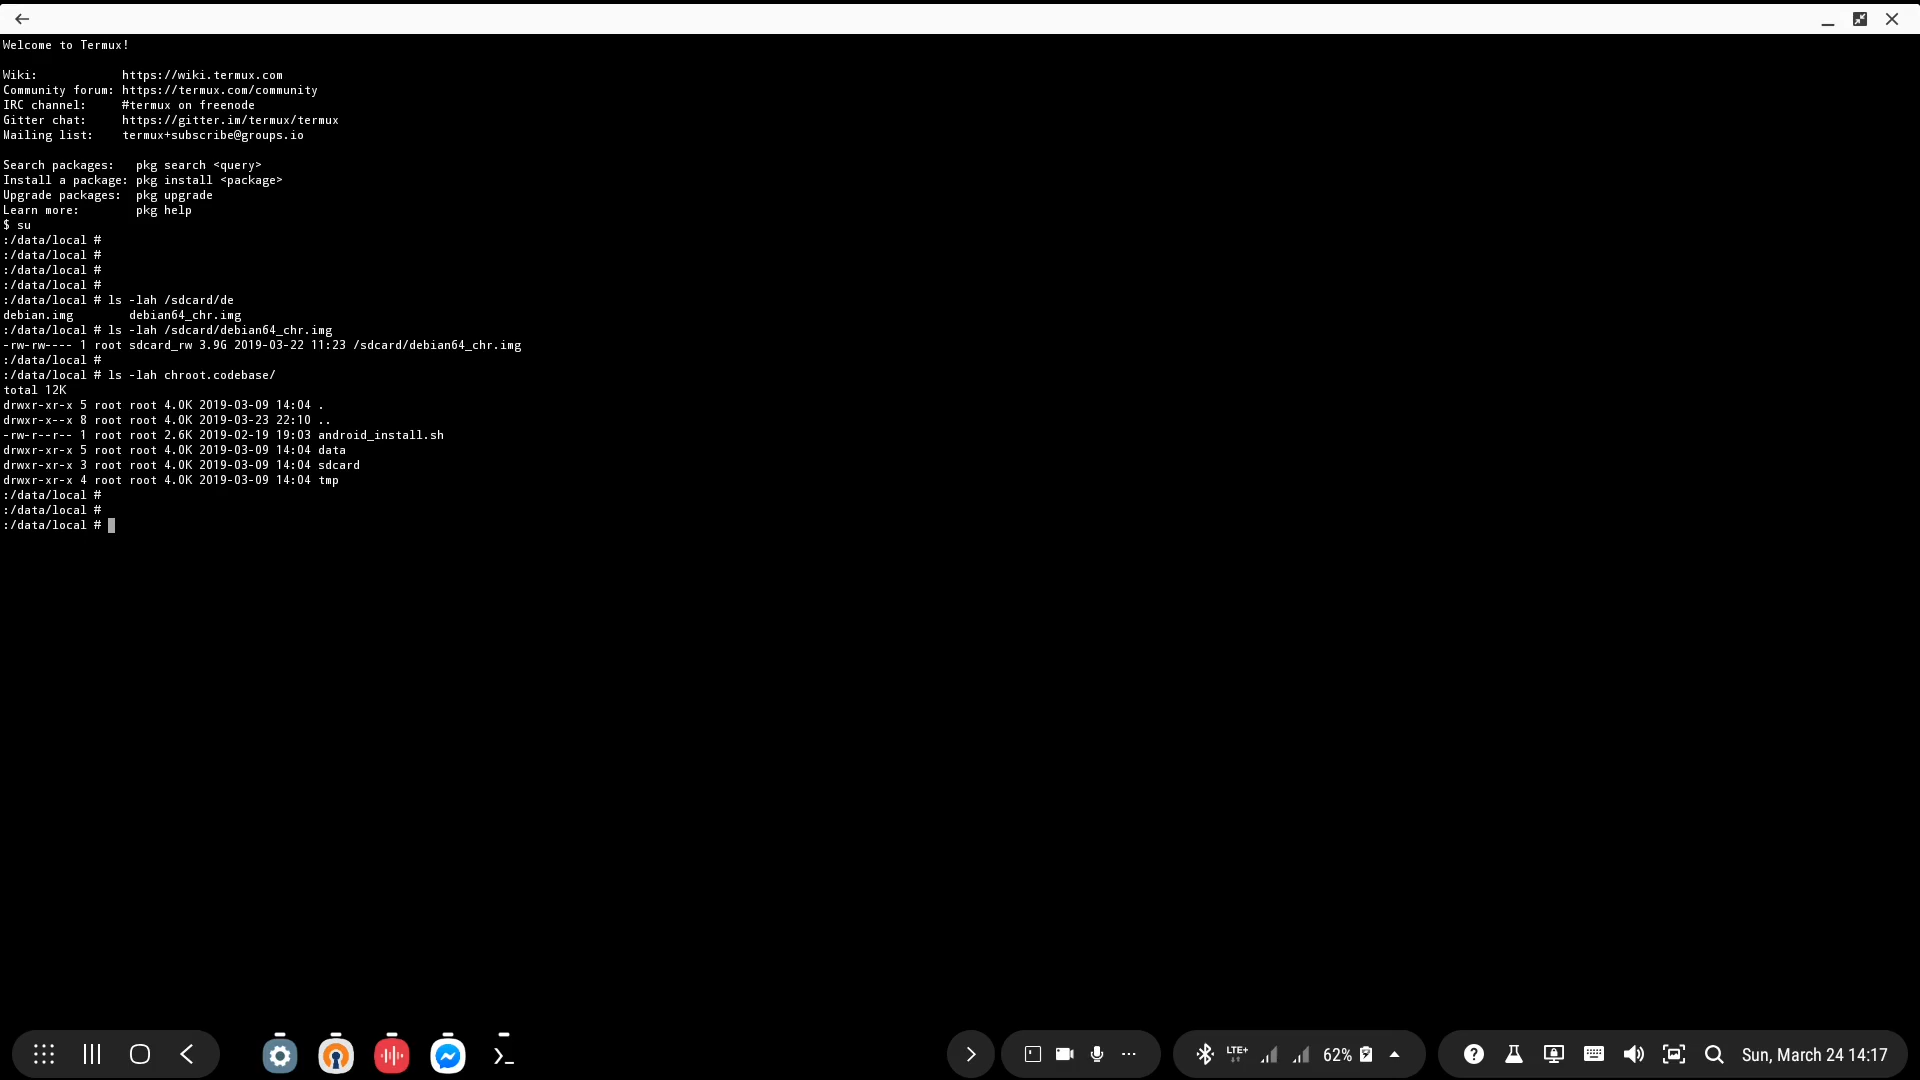 Welcome to Termux!
Wiki:            https://wiki.termux.com
Community forum: https://termux.com/community
IRC channel:     #termux on freenode
Gitter chat:     https://gitter.im/termux/termux
Mailing list:    termux+subscribe@groups.io
Search packages:   pkg search <query>
Install a package: pkg install <package>
Upgrade packages:  pkg upgrade
Learn more:        pkg help
$ su
:/data/local #
:/data/local #
:/data/local #
:/data/local #
:/data/local # ls -lah /sdcard/de
debian.img        debian64_chr.img
:/data/local # ls -lah /sdcard/debian64_chr.img
-rw-rw---- 1 root sdcard_rw 3.9G 2019-03-22 11:23 /sdcard/debian64_chr.img
:/data/local #
:/data/local # ls -lah chroot.codebase/
total 12K
drwxr-xr-x 5 root root 4.0K 2019-03-09 14:04 .
drwxr-x--x 8 root root 4.0K 2019-03-23 22:10 ..
-rw-r--r-- 1 root root 2.6K 2019-02-19 19:03 android_install.sh
drwxr-xr-x 5 root root 4.0K 2019-03-09 14:04 data
drwxr-xr-x 3 root root 4.0K 2019-03-09 14:04 sdcard
drwxr-xr-x 4 root root 4.0K 2019-03-09 14:04 tmp
:/data/local #
:/data/local #
:/data/local #
LTE+ 62% Sun, March 24 14:17